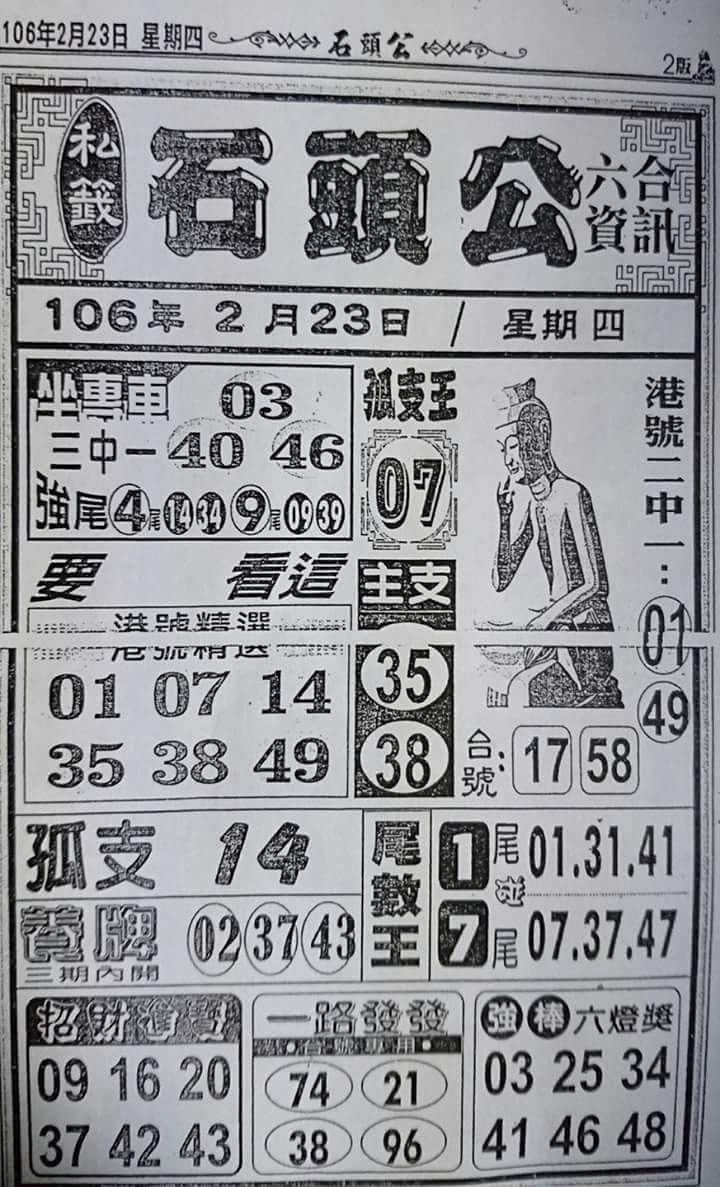 106年2月23日 星期四
石頭公
2版
私籤
石頭公
六合
資訊
106年 2月23日 / 星期四
坐專車 03
三中一 40 46
強尾 4尾 14 34 9尾 09 39
孤支王
07
港號二中一：
01
49
要 看這
港號精選
港號精選
01 07 14
35 38 49
主支
35
38
台號：17 58
孤支 14
養牌 02 37 43
三期內開
尾數王
1尾 01.31.41
碰
7尾 07.37.47
招財進寶
09 16 20
37 42 43
一路發發
74 21
38 96
強棒六燈獎
03 25 34
41 46 48